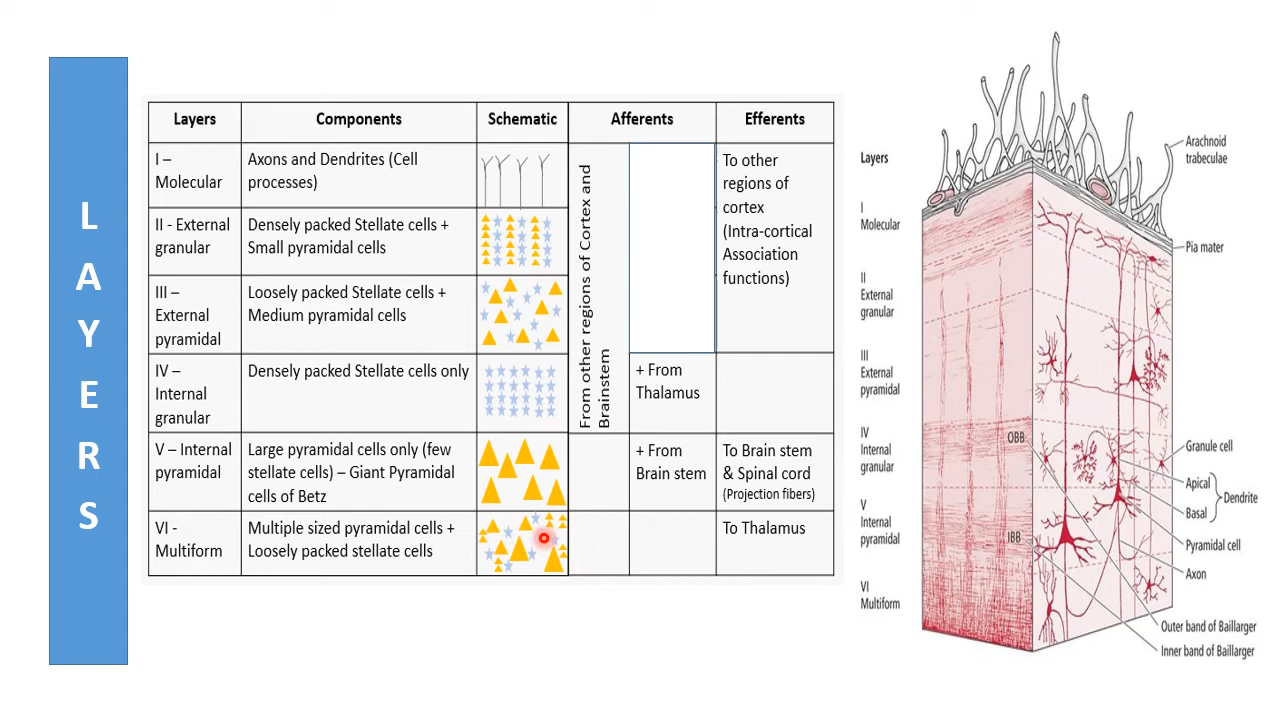 L
A
Y
E
R
S
Layers
Components
Schematic
Afferents
Efferents
I –
Molecular
Axons and Dendrites (Cell
processes)
From other regions of Cortex and
Brainstem
To other
regions of
cortex
(Intra-cortical
Association
functions)
II - External
granular
Densely packed Stellate cells +
Small pyramidal cells
III –
External
pyramidal
Loosely packed Stellate cells +
Medium pyramidal cells
IV –
Internal
granular
Densely packed Stellate cells only
+ From
Thalamus
V – Internal
pyramidal
Large pyramidal cells only (few
stellate cells) – Giant Pyramidal
cells of Betz
+ From
Brain stem
To Brain stem
& Spinal cord
(Projection fibers)
VI -
Multiform
Multiple sized pyramidal cells +
Loosely packed stellate cells
To Thalamus
Layers
I
Molecular
II
External
granular
III
External
pyramidal
IV
Internal
granular
V
Internal
pyramidal
VI
Multiform
OBB
IBB
Arachnoid
trabeculae
Pia mater
Granule cell
Apical
Basal
Dendrite
Pyramidal cell
Axon
Outer band of Baillarger
Inner band of Baillarger